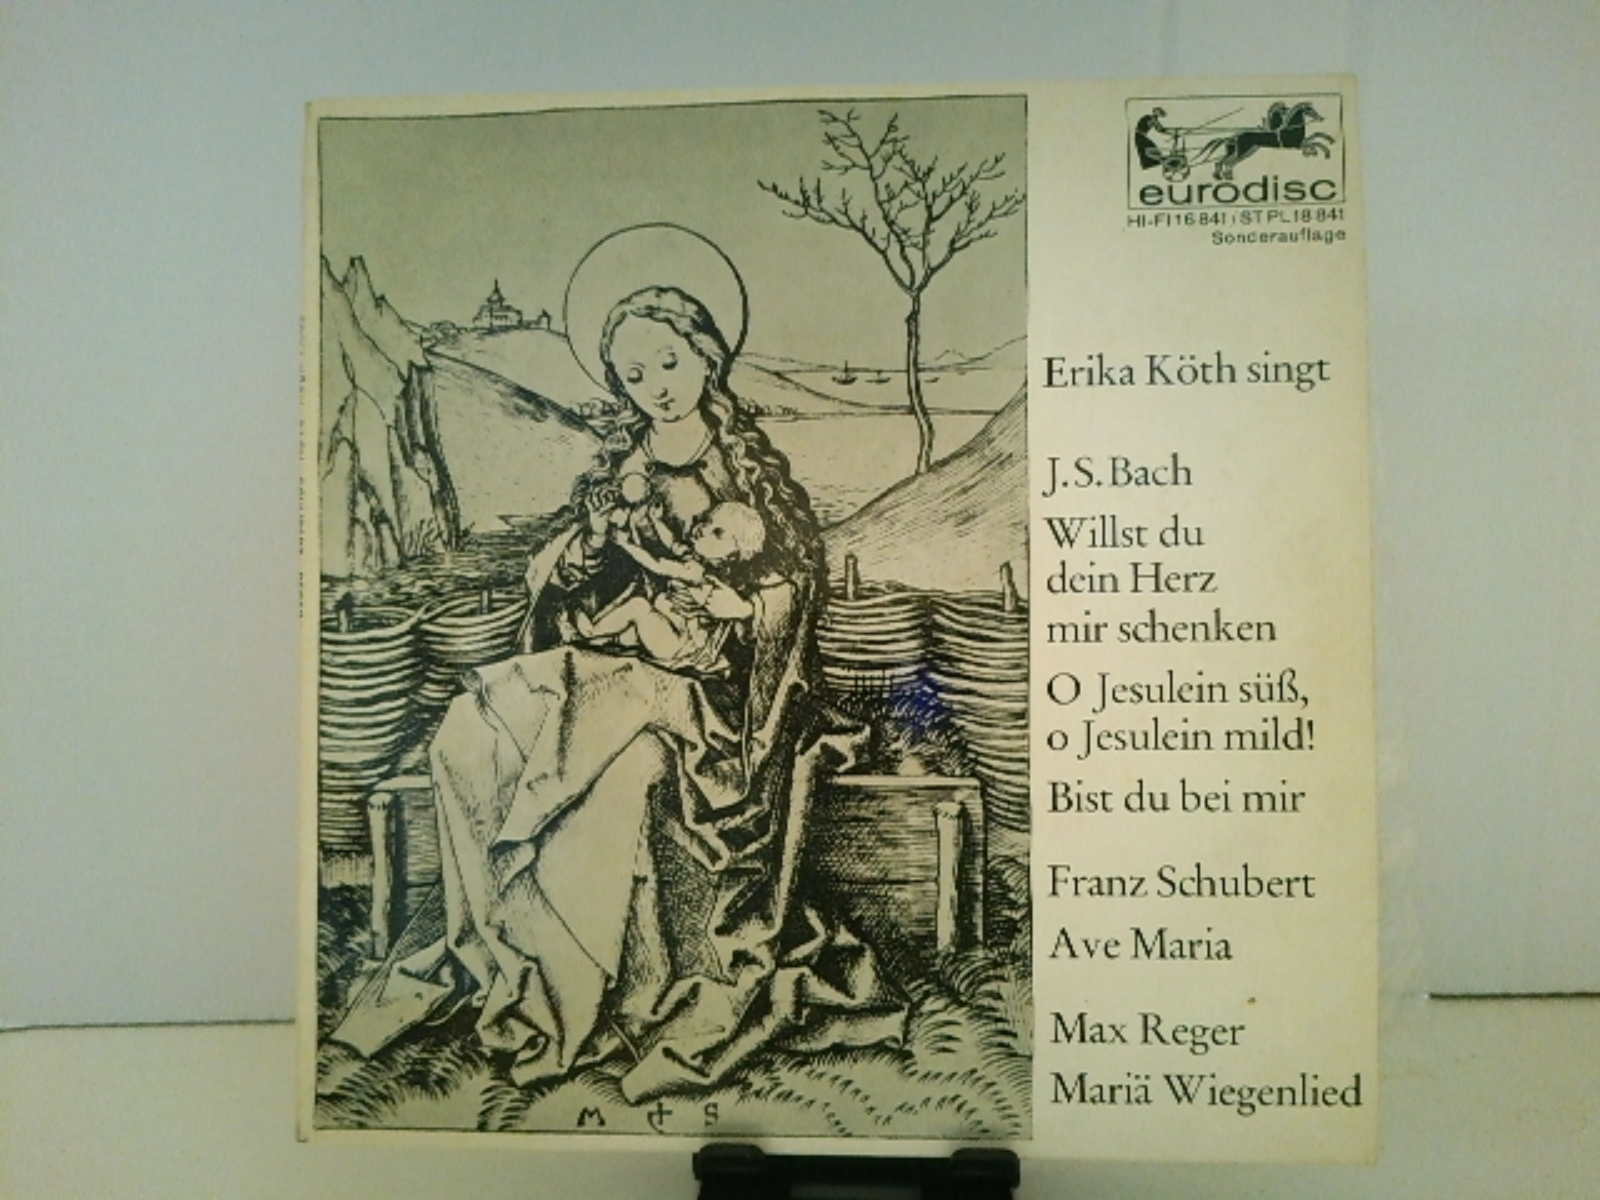 eurodisc
HI-FI 16 841 / ST PL 18 841
Sonderauflage
Erika Köth singt
J.S.Bach
Willst du
dein Herz
mir schenken
O Jesulein süß,
o Jesulein mild!
Bist du bei mir
Franz Schubert
Ave Maria
Max Reger
Mariä Wiegenlied
M S